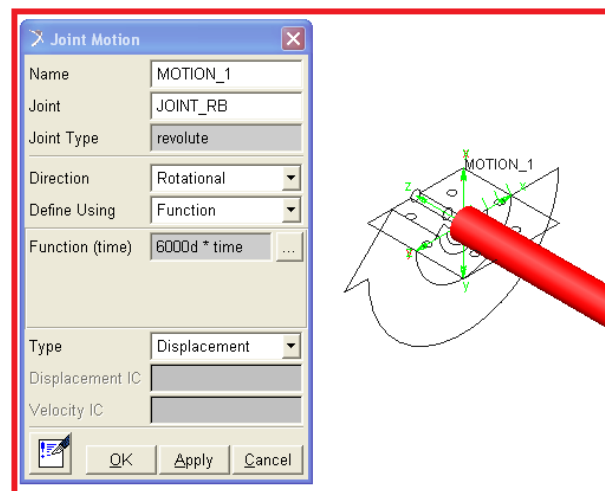 Joint Motion
Name MOTION_1
Joint JOINT_RB
Joint Type revolute
Direction Rotational
Define Using Function
Function (time) 6000d * time ...
Type Displacement
Displacement IC
Velocity IC
OK Apply Cancel
x
MOTION_1
z
y